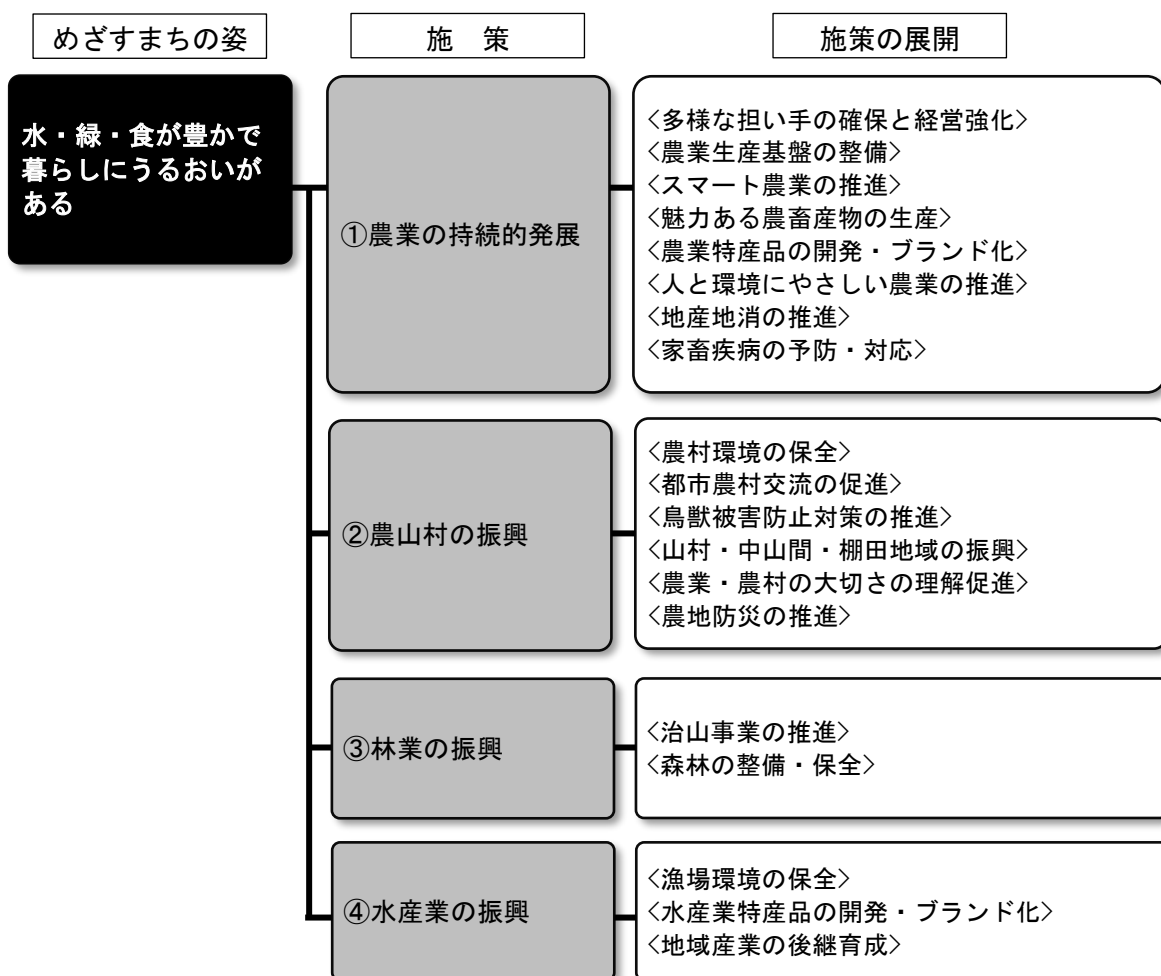 めざすまちの姿
施 策
施策の展開
水・緑・食が豊かで
暮らしにうるおいが
ある
①農業の持続的発展
<多様な担い手の確保と経営強化>
<農業生産基盤の整備>
<スマート農業の推進>
<魅力ある農畜産物の生産>
<農業特産品の開発・ブランド化>
<人と環境にやさしい農業の推進>
<地産地消の推進>
<家畜疾病の予防・対応>
②農山村の振興
<農村環境の保全>
<都市農村交流の促進>
<鳥獣被害防止対策の推進>
<山村・中山間・棚田地域の振興>
<農業・農村の大切さの理解促進>
<農地防災の推進>
③林業の振興
<治山事業の推進>
<森林の整備・保全>
④水産業の振興
<漁場環境の保全>
<水産業特産品の開発・ブランド化>
<地域産業の後継育成>